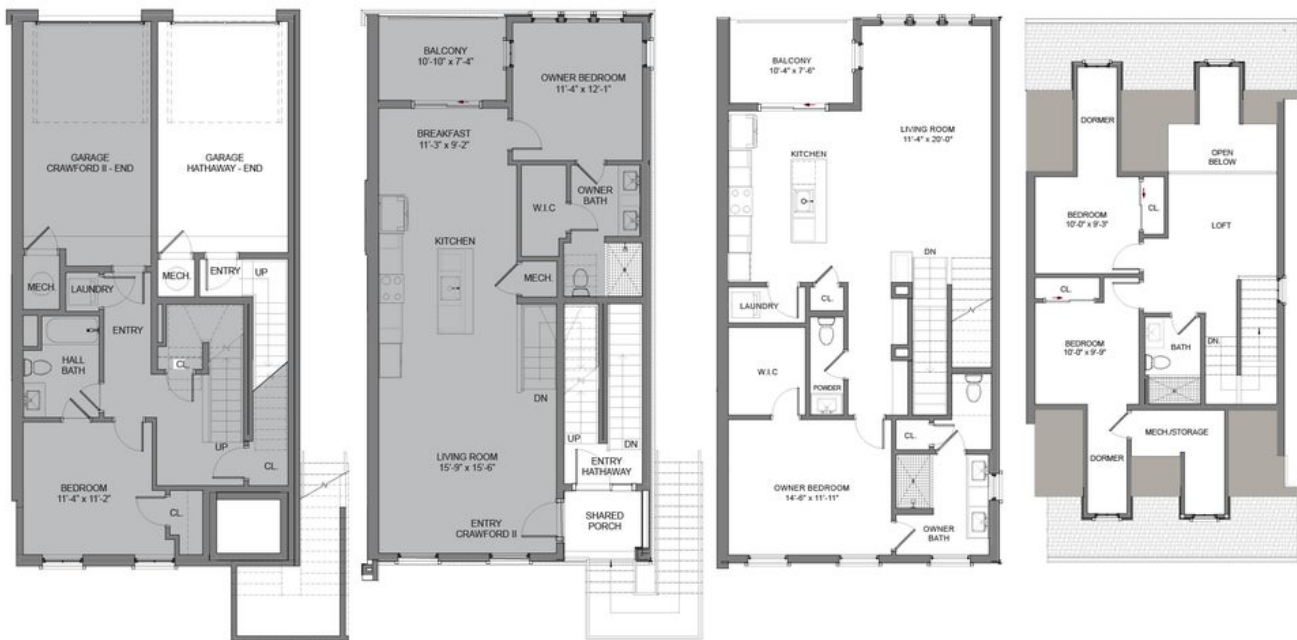 GARAGE
CRAWFORD II - END
GARAGE
HATHAWAY - END
MECH.
LAUNDRY
MECH.
ENTRY
UP
ENTRY
HALL
BATH
CL.
UP
CL.
BEDROOM
11'-4" x 11'-2"
CL.
BALCONY
10'-10" x 7'-4"
OWNER BEDROOM
11'-4" x 12'-1"
BREAKFAST
11'-3" x 9'-2"
W.I.C
OWNER
BATH
KITCHEN
MECH.
DN
UP
DN
LIVING ROOM
15'-9" x 15'-6"
ENTRY
HATHAWAY
ENTRY
CRAWFORD II
SHARED
PORCH
BALCONY
10'-4" x 7'-6"
LIVING ROOM
11'-4" x 20'-0"
KITCHEN
DN
LAUNDRY
CL.
W.I.C
POWDER
CL.
OWNER BEDROOM
14'-6" x 11'-11"
OWNER
BATH
DORMER
OPEN
BELOW
BEDROOM
10'-0" x 9'-3"
CL.
LOFT
CL.
BEDROOM
10'-0" x 9'-9"
BATH
DN.
MECH./STORAGE
DORMER